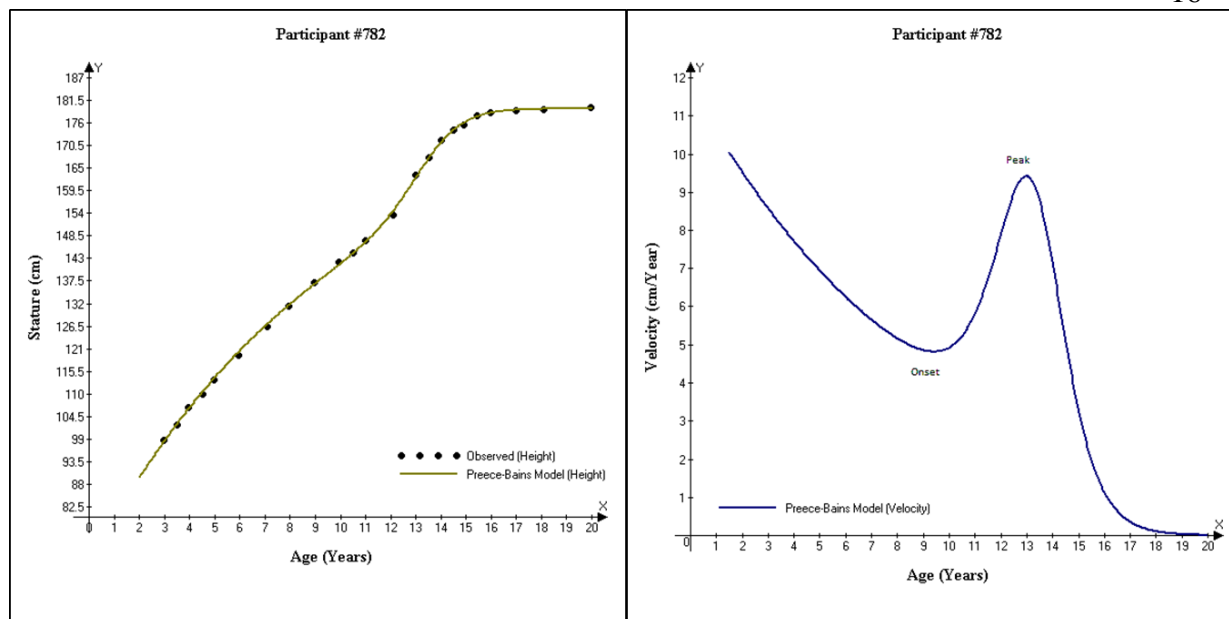 Participant #782
Y
187
181.5
176
170.5
165
159.5
154
148.5
143
137.5
132
126.5
121
115.5
110
104.5
99
93.5
88
82.5
Stature (cm)
Observed (Height)
Preece-Bains Model (Height)
X
0 1 2 3 4 5 6 7 8 9 10 11 12 13 14 15 16 17 18 19 20
Age (Years)
Participant #782
Y
12
11
10
9
8
7
6
5
4
3
2
1
Velocity (cm/Year)
Peak
Onset
Preece-Bains Model (Velocity)
X
0 1 2 3 4 5 6 7 8 9 10 11 12 13 14 15 16 17 18 19 20
Age (Years)